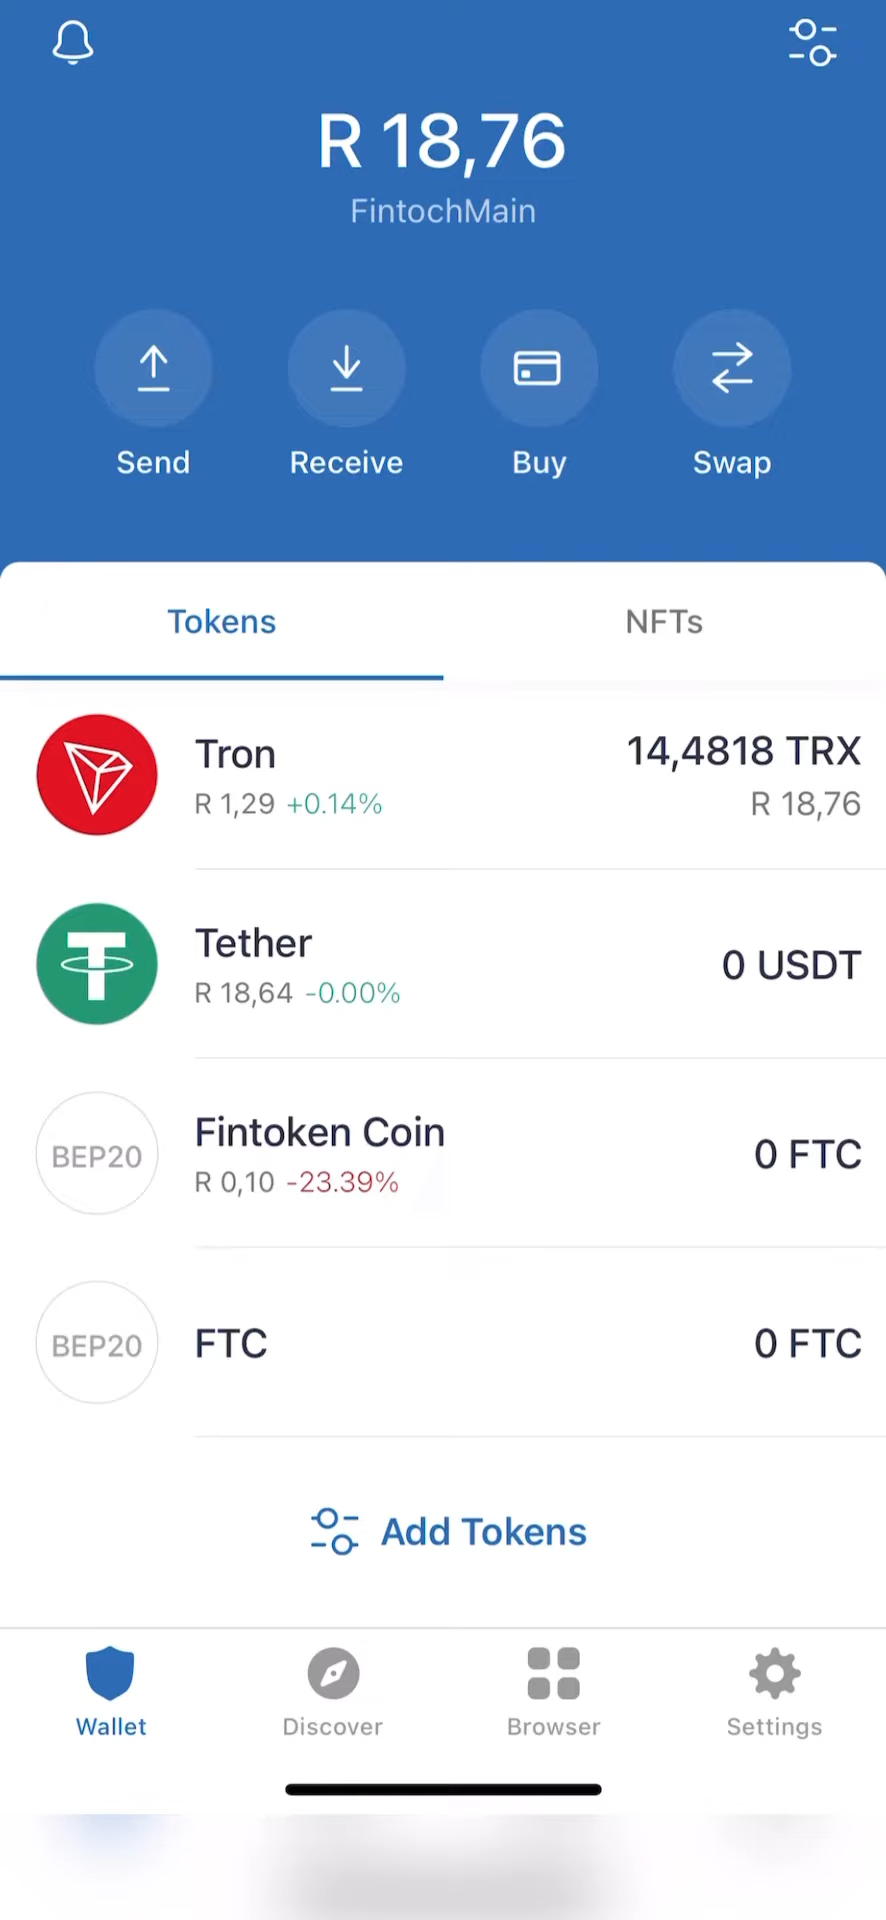 R 18,76
FintochMain
Send Receive Buy Swap
Tokens NFTs
Tron 14,4818 TRX
R 1,29 +0.14% R 18,76
Tether 0 USDT
R 18,64 -0.00%
BEP20 Fintoken Coin 0 FTC
R 0,10 -23.39%
BEP20 FTC 0 FTC
Add Tokens
Wallet Discover Browser Settings